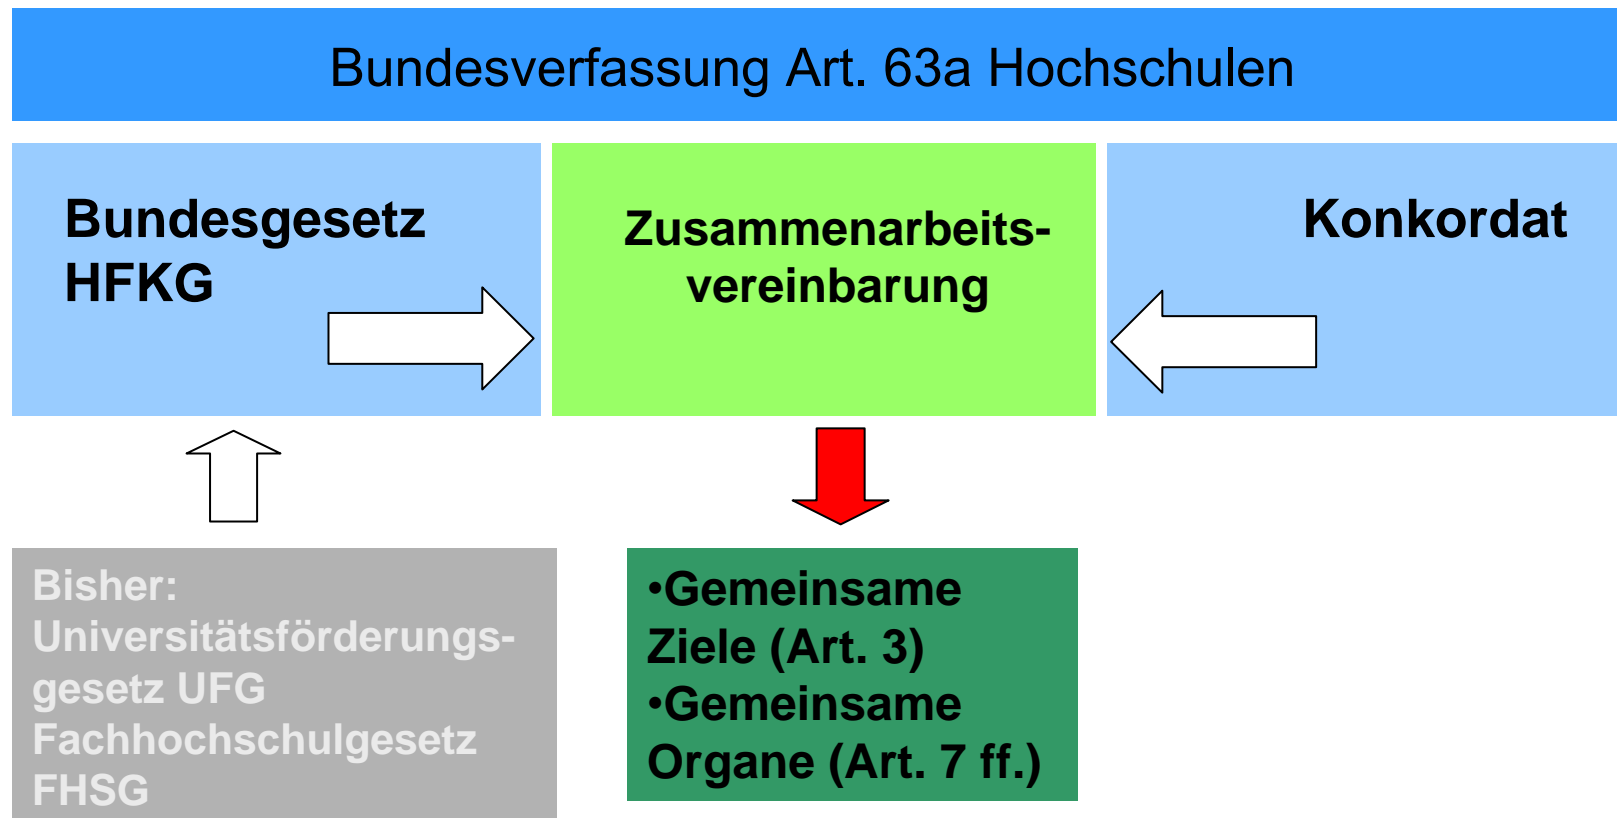 Bundesverfassung Art. 63a Hochschulen
Bundesgesetz
HFKG
Zusammenarbeits-
vereinbarung
Konkordat
Bisher:
Universitätsförderungs-
gesetz UFG
Fachhochschulgesetz
FHSG
•Gemeinsame
Ziele (Art. 3)
•Gemeinsame
Organe (Art. 7 ff.)